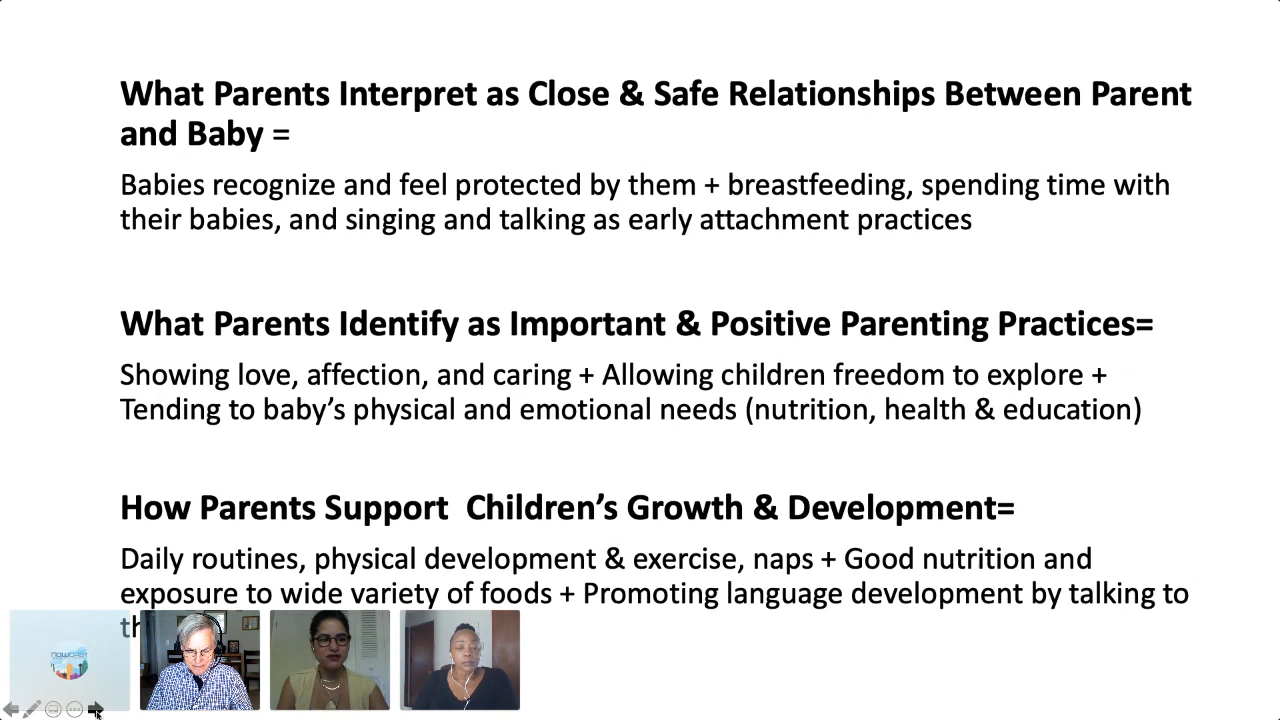 What Parents Interpret as Close & Safe Relationships Between Parent
and Baby =
Babies recognize and feel protected by them + breastfeeding, spending time with
their babies, and singing and talking as early attachment practices
What Parents Identify as Important & Positive Parenting Practices=
Showing love, affection, and caring + Allowing children freedom to explore +
Tending to baby’s physical and emotional needs (nutrition, health & education)
How Parents Support  Children’s Growth & Development=
Daily routines, physical development & exercise, naps + Good nutrition and
exposure to wide variety of foods + Promoting language development by talking to
NOWCAST